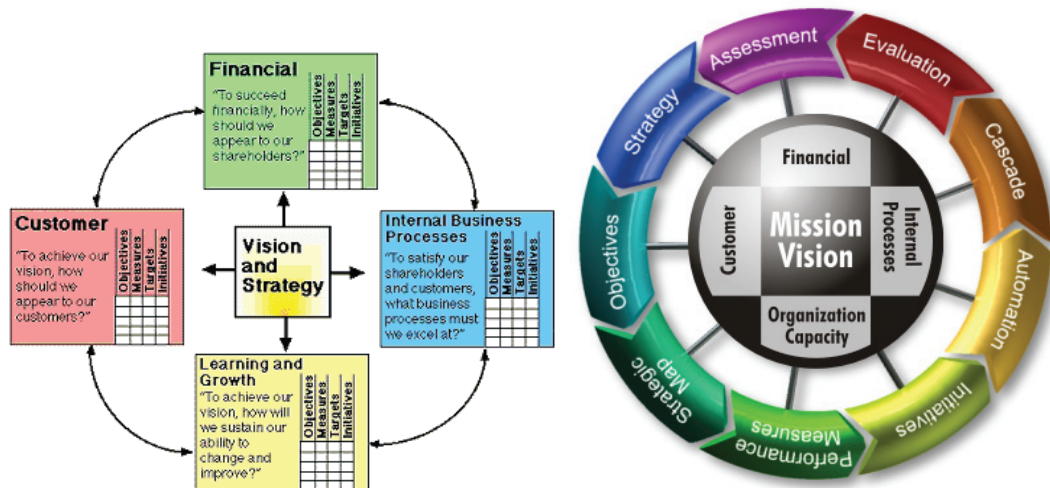 Financial
"To succeed
financially, how
should we
appear to our
shareholders?"
Objectives
Measures
Targets
Initiatives
Customer
"To achieve our
vision, how
should we
appear to our
customers?"
Objectives
Measures
Targets
Initiatives
Vision
and
Strategy
Internal Business
Processes
"To satisfy our
shareholders
and customers,
what business
processes must
we excel at?"
Objectives
Measures
Targets
Initiatives
Learning and
Growth
"To achieve our
vision, how will
we sustain our
ability to
change and
improve?"
Objectives
Measures
Targets
Initiatives
Assessment
Evaluation
Cascade
Automation
Initiatives
Performance
Measures
Strategic
Map
Objectives
Strategy
Financial
Customer
Mission
Vision
Internal
Processes
Organization
Capacity